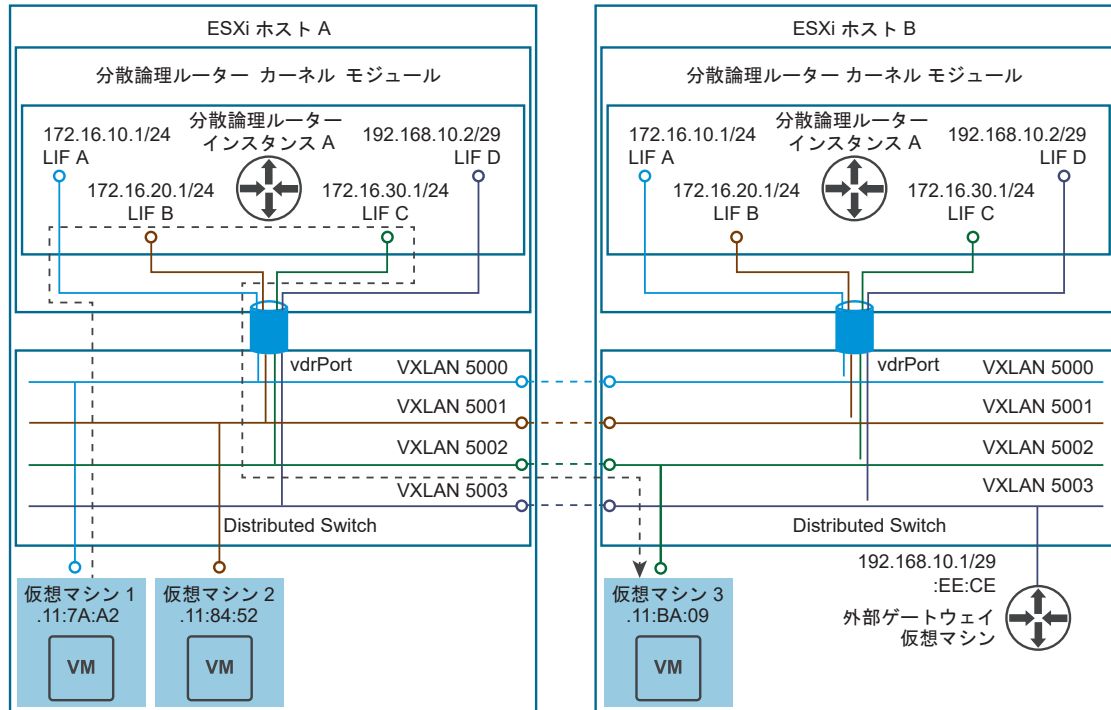 ESXi ホスト A
分散論理ルーター カーネル モジュール
172.16.10.1/24
LIF A
分散論理ルーター
インスタンス A
192.168.10.2/29
LIF D
172.16.20.1/24
LIF B
172.16.30.1/24
LIF C
vdrPort
VXLAN 5000
VXLAN 5001
VXLAN 5002
VXLAN 5003
Distributed Switch
仮想マシン 1
.11:7A:A2
VM
仮想マシン 2
.11:84:52
VM
ESXi ホスト B
分散論理ルーター カーネル モジュール
172.16.10.1/24
LIF A
分散論理ルーター
インスタンス A
192.168.10.2/29
LIF D
172.16.20.1/24
LIF B
172.16.30.1/24
LIF C
vdrPort
VXLAN 5000
VXLAN 5001
VXLAN 5002
VXLAN 5003
Distributed Switch
仮想マシン 3
.11:BA:09
VM
192.168.10.1/29
:EE:CE
外部ゲートウェイ
仮想マシン